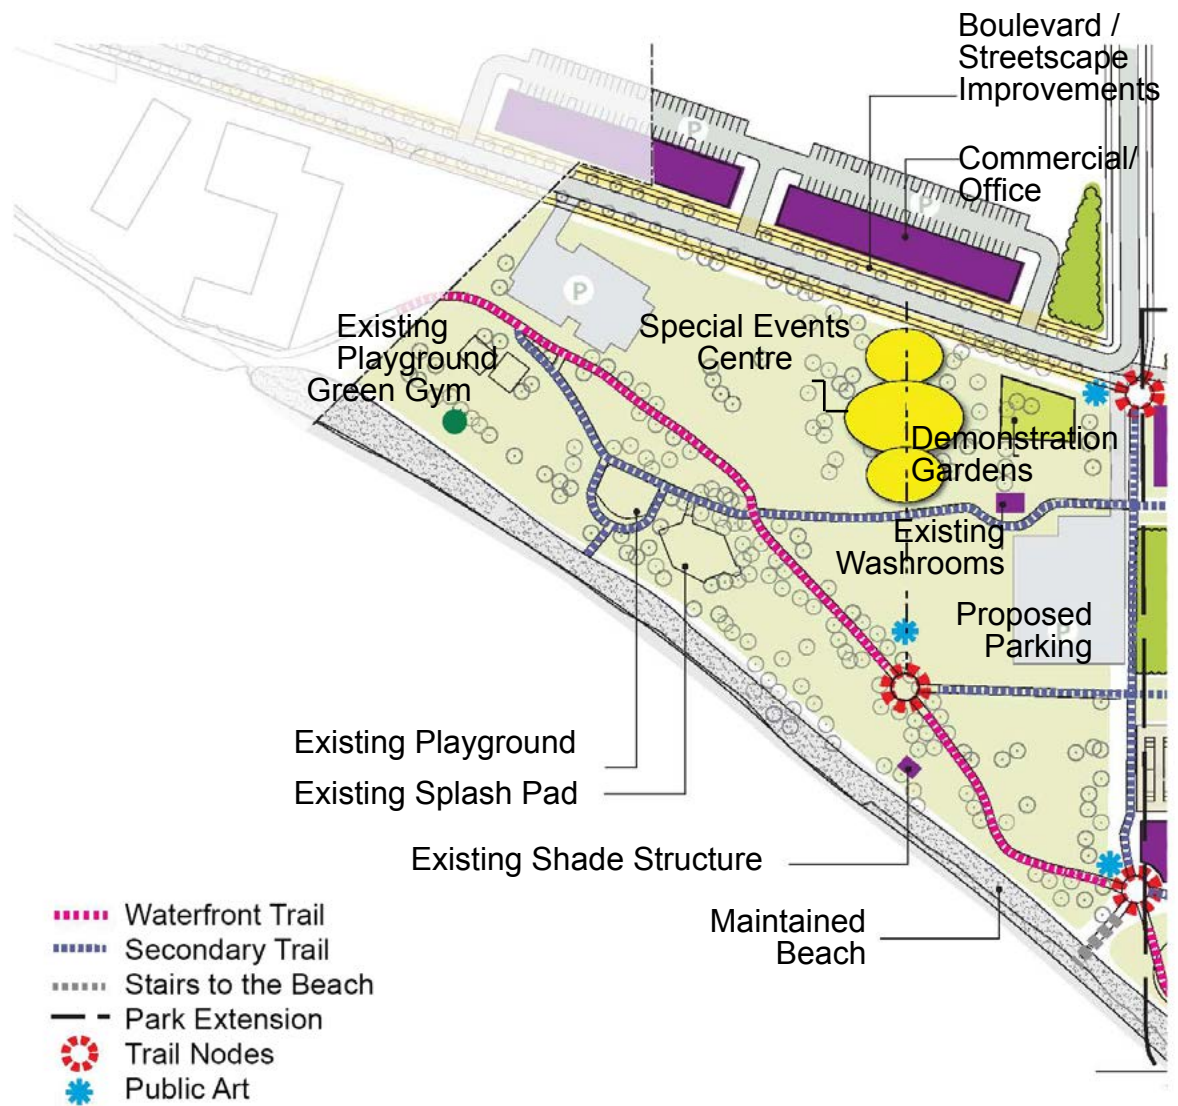 Boulevard /
Streetscape
Improvements
P
Commercial/
Office
P
P
Existing
Playground
Green Gym
Special Events
Centre
Demonstration
Gardens
Existing
Washrooms
Proposed
Parking
P
Existing Playground
Existing Splash Pad
Existing Shade Structure
Maintained
Beach
Waterfront Trail
Secondary Trail
Stairs to the Beach
Park Extension
Trail Nodes
Public Art